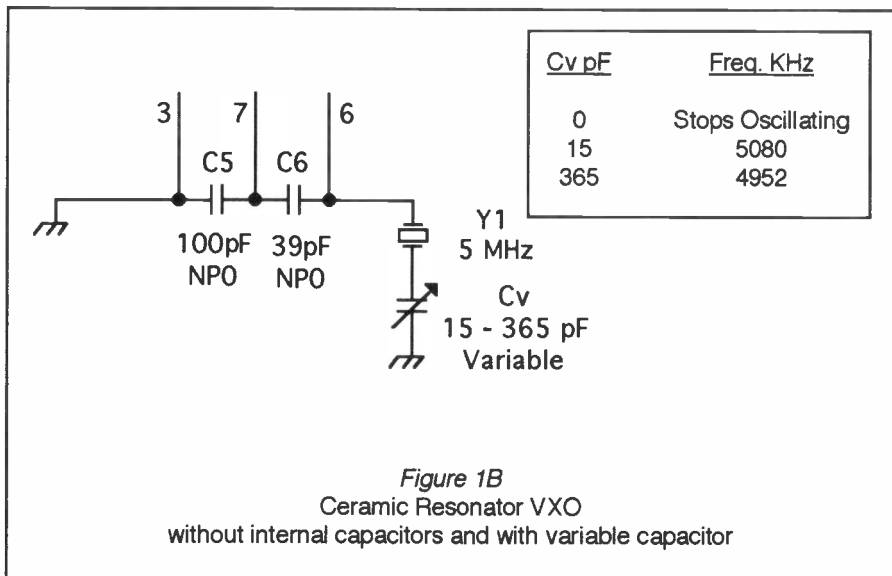 Cv pF Freq. KHz
0 Stops Oscillating
15 5080
365 4952
3 7 6
C5 C6
100pF 39pF
NPO NPO
Y1
5 MHz
Cv
15 - 365 pF
Variable
Figure 1B
Ceramic Resonator VXO
without internal capacitors and with variable capacitor